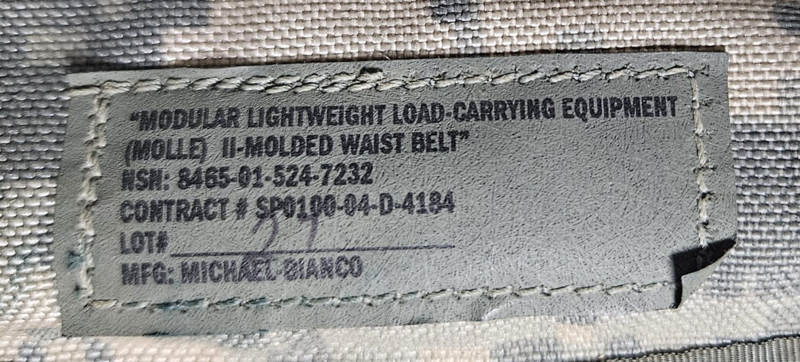 "MODULAR LIGHTWEIGHT LOAD-CARRYING EQUIPMENT
(MOLLE) II-MOLDED WAIST BELT"
NSN: 8465-01-524-7232
CONTRACT # SP0100-04-D-4184
LOT#
MFG: MICHAEL BIANCO